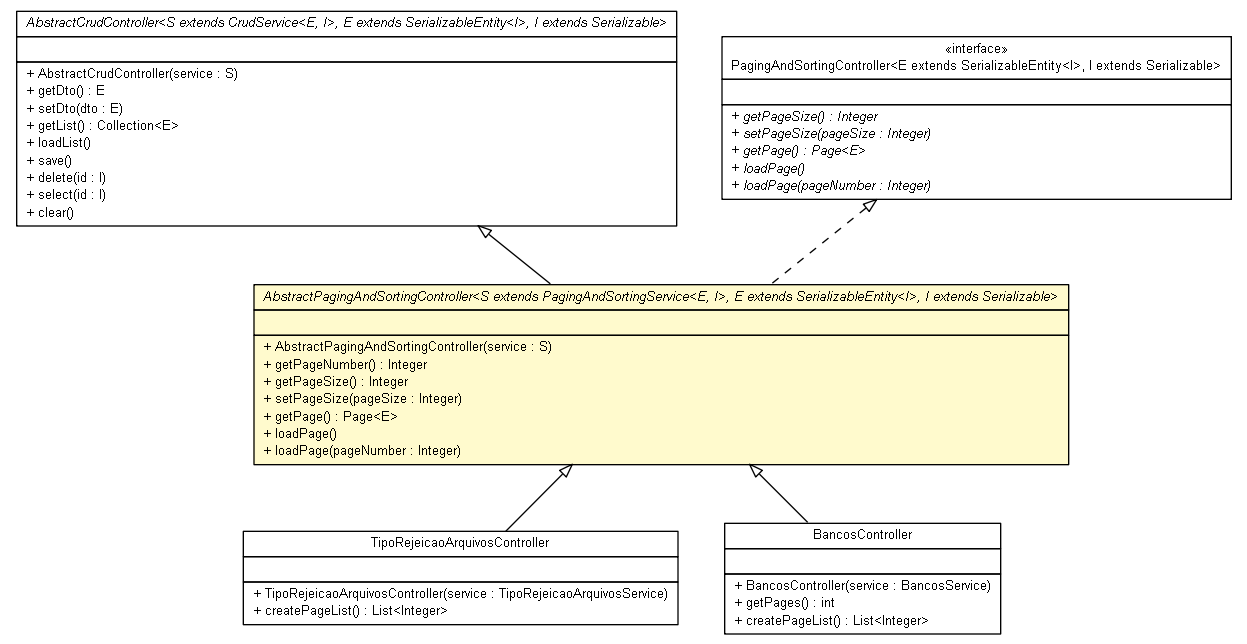 AbstractCrudController<S extends CrudService<E, I>, E extends SerializableEntity<I>, I extends Serializable>
+ AbstractCrudController(service : S)
+ getDto() : E
+ setDto(dto : E)
+ getList() : Collection<E>
+ loadList()
+ save()
+ delete(id : I)
+ select(id : I)
+ clear()
«interface»
PagingAndSortingController<E extends SerializableEntity<I>, I extends Serializable>
+ getPageSize() : Integer
+ setPageSize(pageSize : Integer)
+ getPage() : Page<E>
+ loadPage()
+ loadPage(pageNumber : Integer)
AbstractPagingAndSortingController<S extends PagingAndSortingService<E, I>, E extends SerializableEntity<I>, I extends Serializable>
+ AbstractPagingAndSortingController(service : S)
+ getPageNumber() : Integer
+ getPageSize() : Integer
+ setPageSize(pageSize : Integer)
+ getPage() : Page<E>
+ loadPage()
+ loadPage(pageNumber : Integer)
TipoRejeicaoArquivosController
+ TipoRejeicaoArquivosController(service : TipoRejeicaoArquivosService)
+ createPageList() : List<Integer>
BancosController
+ BancosController(service : BancosService)
+ getPages() : int
+ createPageList() : List<Integer>